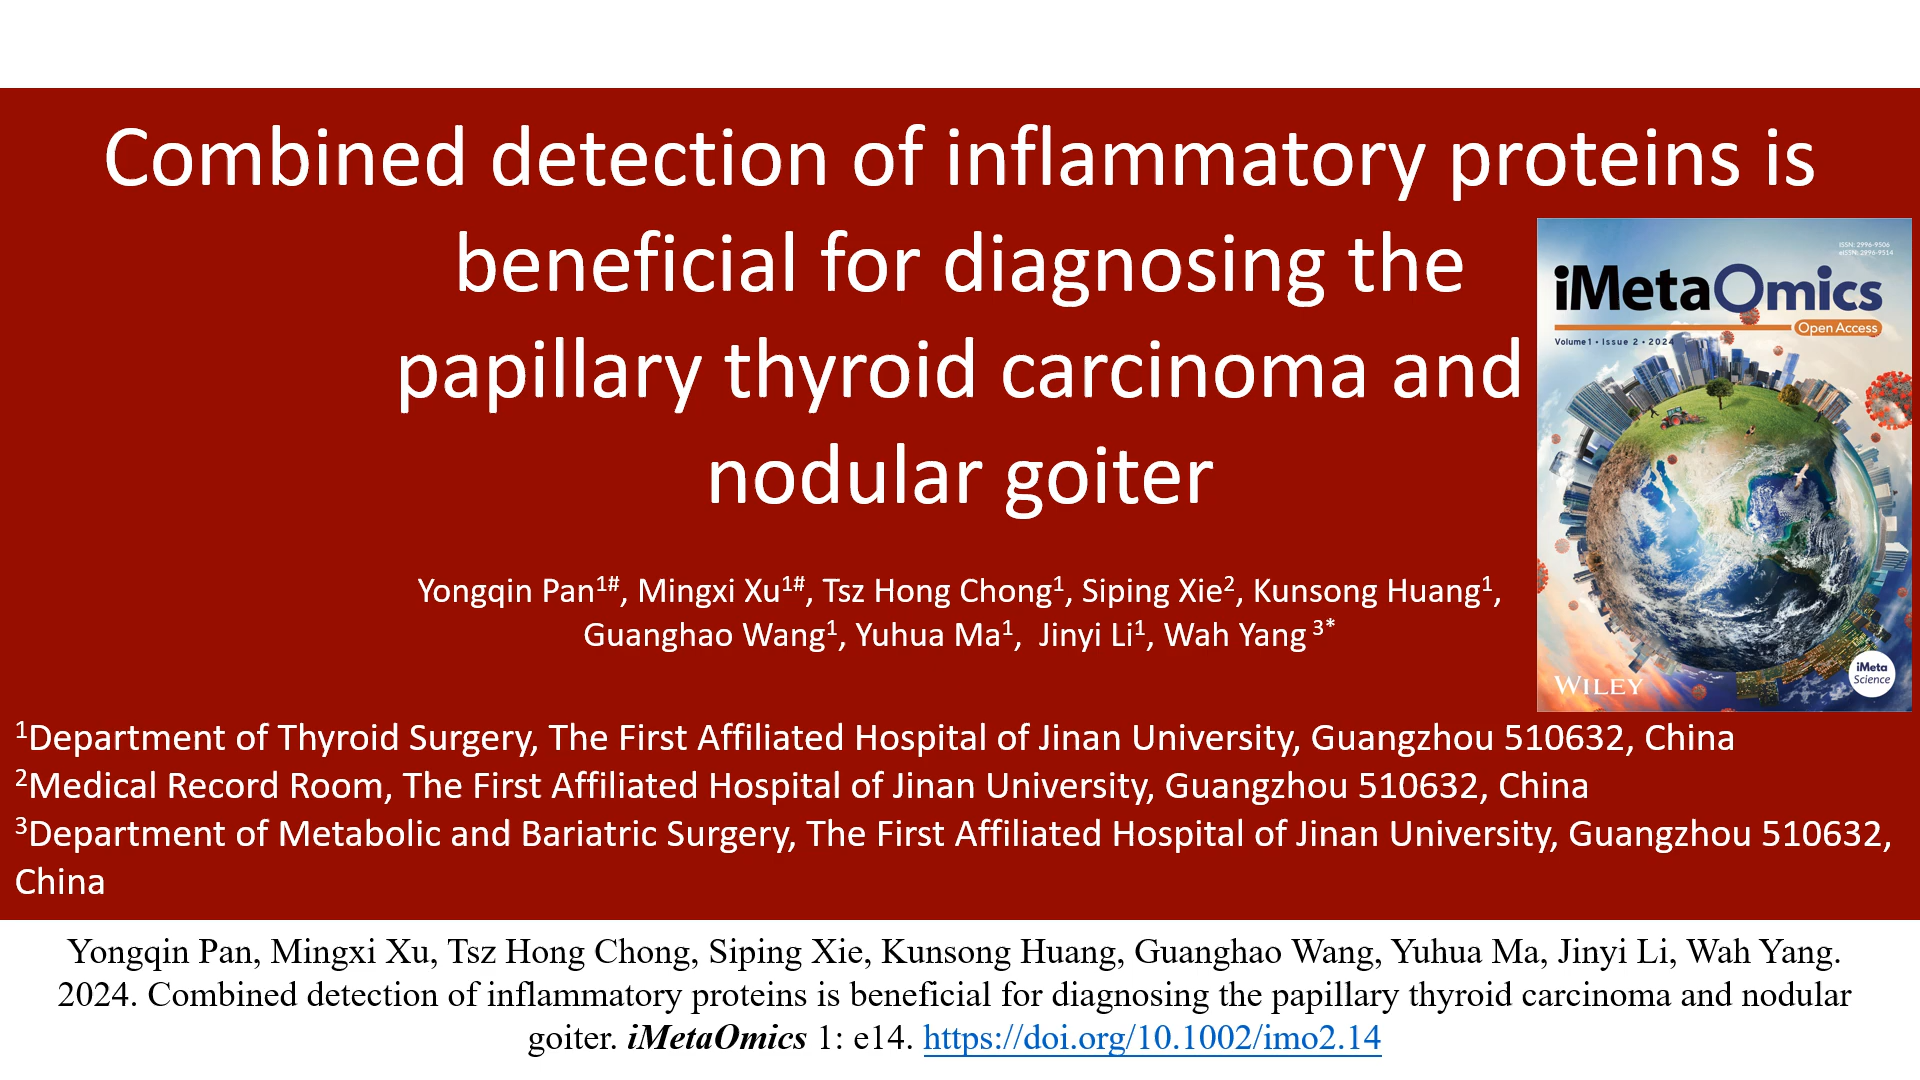 Combined detection of inflammatory proteins is
beneficial for diagnosing the
papillary thyroid carcinoma and
nodular goiter
ISSN: 2996-9506
eISSN: 2996-9514
iMetaOmics
Open Access
Volume 1 • Issue 2 • 2024
WILEY
iMeta
Science
Yongqin Pan1#, Mingxi Xu1#, Tsz Hong Chong1, Siping Xie2, Kunsong Huang1,
Guanghao Wang1, Yuhua Ma1, Jinyi Li1, Wah Yang 3*
1Department of Thyroid Surgery, The First Affiliated Hospital of Jinan University, Guangzhou 510632, China
2Medical Record Room, The First Affiliated Hospital of Jinan University, Guangzhou 510632, China
3Department of Metabolic and Bariatric Surgery, The First Affiliated Hospital of Jinan University, Guangzhou 510632,
China
Yongqin Pan, Mingxi Xu, Tsz Hong Chong, Siping Xie, Kunsong Huang, Guanghao Wang, Yuhua Ma, Jinyi Li, Wah Yang.
2024. Combined detection of inflammatory proteins is beneficial for diagnosing the papillary thyroid carcinoma and nodular
goiter. iMetaOmics 1: e14. https://doi.org/10.1002/imo2.14